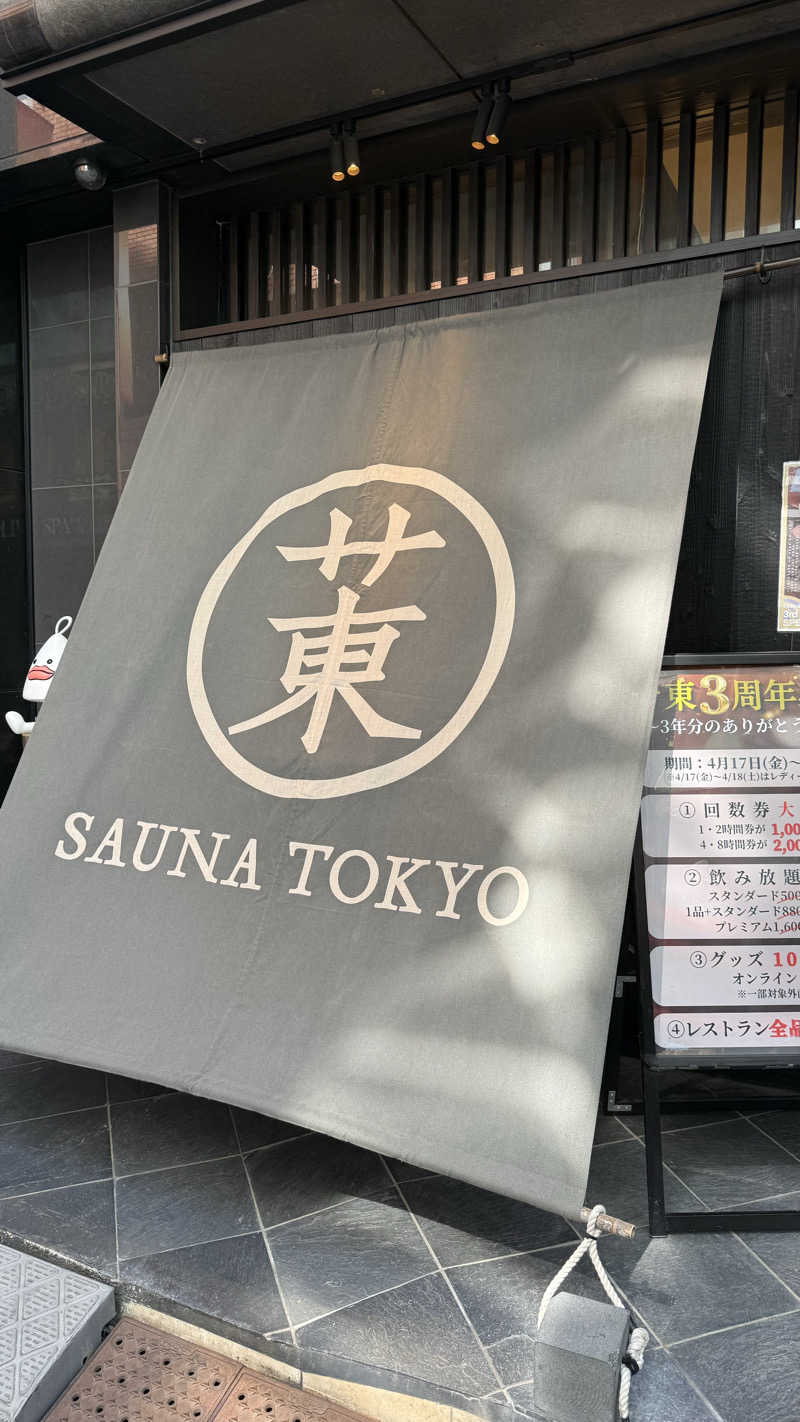 サ東
SAUNA TOKYO
東3周年
~3年分のありがとう
期間：4月17日(金)~
※4/17(金)~4/18(土)はレディー
①回数券 大
1・2時間券が 1,00
4・8時間券が 2,00
②飲み放題
スタンダード500
1品+スタンダード880
プレミアム1,600
③グッズ 10
オンライン
※一部対象外
④レストラン全品
SPA